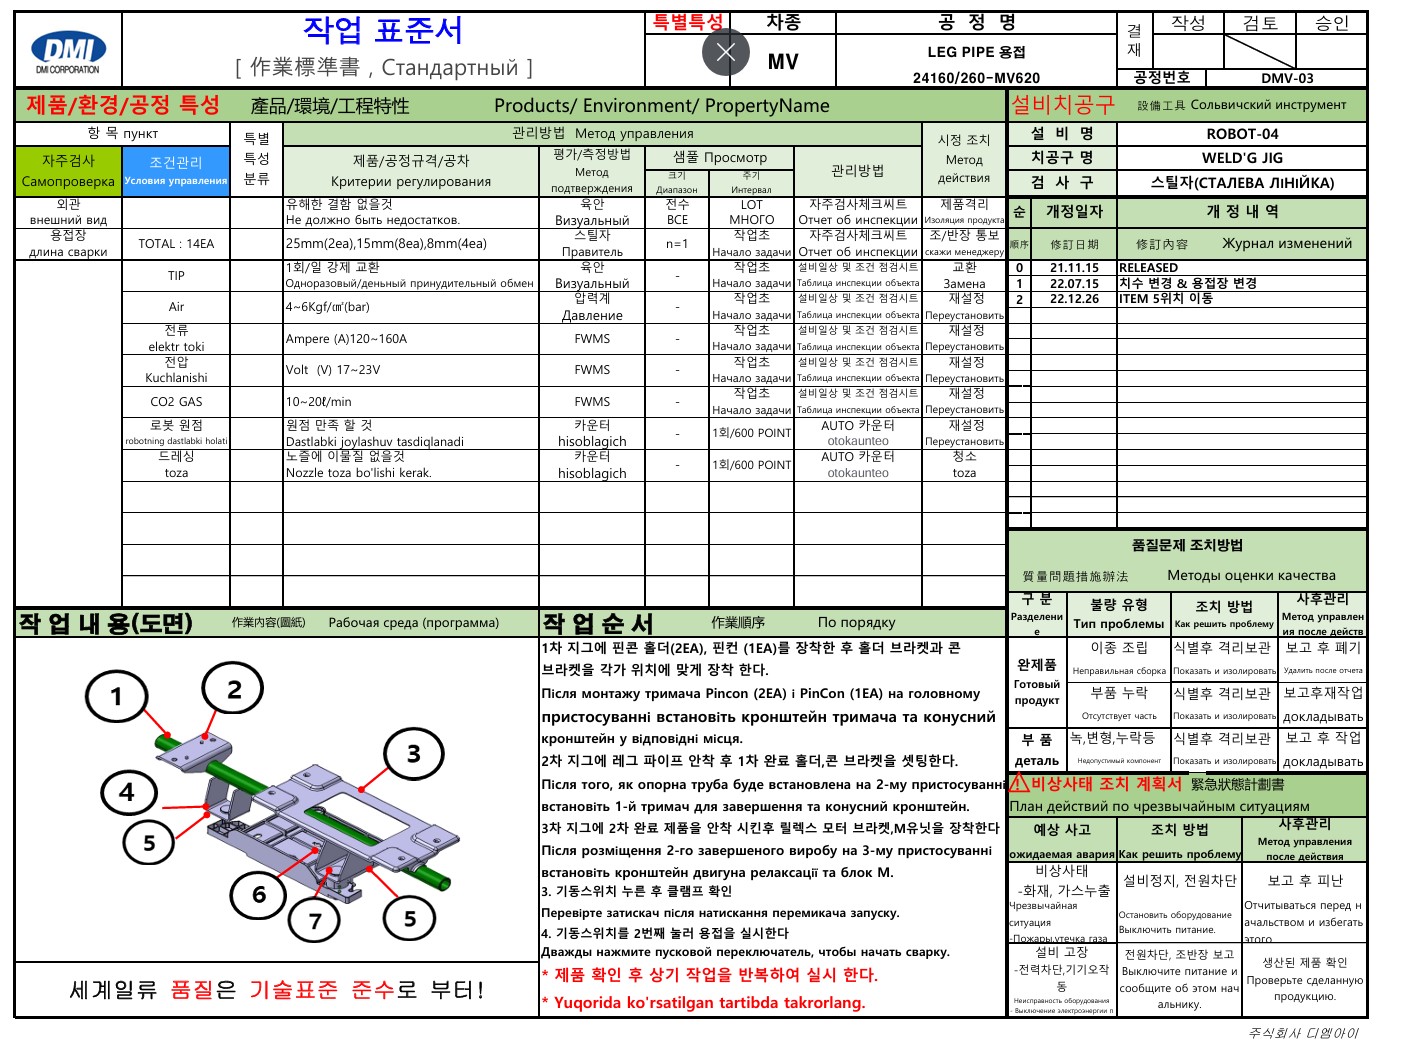 DMI
DMI CORPORATION
작업 표준서
[ 作業標準書 , Стандартный ]
특별특성
차종
MV
공 정 명
LEG PIPE 용접
24160/260-MV620
결재
작성
검토
승인
공정번호
DMV-03
제품/환경/공정 특성 產品/環境/工程特性 Products/ Environment/ PropertyName
항 목 пункт
자주검사
Самопроверка
조건관리
Условия управления
특별
특성
분류
관리방법 Метод управления
제품/공정규격/공차
Критерии регулирования
평가/측정방법
Метод
подтверждения
샘플 Просмотр
크기
Диапазон
주기
Интервал
관리방법
시정 조치
Метод
действия
외관
внешний вид
유해한 결함 없을것
Не должно быть недостатков.
육안
Визуальный
전수
ВСЕ
LOT
МНОГО
자주검사체크씨트
Отчет об инспекции
제품격리
Изоляция продукта
용접장
длина сварки
TOTAL : 14EA
25mm(2ea),15mm(8ea),8mm(4ea)
스틸자
Правитель
n=1
작업초
Начало задачи
자주검사체크씨트
Отчет об инспекции
조/반장 통보
скажи менеджеру
TIP
1회/일 강제 교환
Одноразовый/деньный принудительный обмен
육안
Визуальный
-
작업초
Начало задачи
설비일상 및 조건 점검시트
Таблица инспекции объекта
교환
Замена
Air
4~6Kgf/㎠(bar)
압력계
Давление
-
작업초
Начало задачи
설비일상 및 조건 점검시트
Таблица инспекции объекта
재설정
Переустановить
전류
elektr toki
Ampere (A)120~160A
FWMS
-
작업초
Начало задачи
설비일상 및 조건 점검시트
Таблица инспекции объекта
재설정
Переустановить
전압
Kuchlanishi
Volt (V) 17~23V
FWMS
-
작업초
Начало задачи
설비일상 및 조건 점검시트
Таблица инспекции объекта
재설정
Переустановить
CO2 GAS
10~20ℓ/min
FWMS
-
작업초
Начало задачи
설비일상 및 조건 점검시트
Таблица инспекции объекта
재설정
Переустановить
로봇 원점
robotning dastlabki holati
원점 만족 할 것
Dastlabki joylashuv tasdiqlanadi
카운터
hisoblagich
-
1회/600 POINT
AUTO 카운터
otokaunteo
재설정
Переустановить
드레싱
toza
노즐에 이물질 없을것
Nozzle toza bo'lishi kerak.
카운터
hisoblagich
-
1회/600 POINT
AUTO 카운터
otokaunteo
청소
toza
설비치공구 設備工具 Сольвичский инструмент
설 비 명
ROBOT-04
치공구 명
WELD'G JIG
검 사 구
스틸자(СТАЛЕВА ЛІНІЙКА)
순
개정일자
개 정 내 역
順序
修訂日期
修訂內容 Журнал изменений
0 21.11.15 RELEASED
1 22.07.15 치수 변경 & 용접장 변경
2 22.12.26 ITEM 5위치 이동
품질문제 조치방법
質量問題措施辦法 Методы оценки качества
구 분
Разделени
е
불량 유형
Тип проблемы
조치 방법
Как решить проблему
사후관리
Метод управлен
ия после действ
완제품
Готовый
продукт
이종 조립
Неправильная сборка
식별후 격리보관
Показать и изолировать
보고 후 폐기
Удалить после отчета
부품 누락
Отсутствует часть
식별후 격리보관
Показать и изолировать
보고후재작업
докладывать
부 품
деталь
녹,변형,누락등
Недопустимый компонент
식별후 격리보관
Показать и изолировать
보고 후 작업
докладывать
비상사태 조치 계획서 緊急狀態計劃書
План действий по чрезвычайным ситуациям
예상 사고
ожидаемая авария
조치 방법
Как решить проблему
사후관리
Метод управления
после действия
비상사태
-화재, 가스누출
Чрезвычайная
ситуация
-Пожары,утечка газа
설비정지, 전원차단
Остановить оборудование
Выключить питание.
보고 후 피난
Отчитываться перед н
ачальством и избегать
этого
설비 고장
-전력차단,기기오작
동
Неисправность оборудования
- Выключение электроэнергии п
전원차단, 조반장 보고
Выключите питание и
сообщите об этом нач
альнику.
생산된 제품 확인
Проверьте сделанную
продукцию.
작 업 내 용(도면) 作業內容(圖紙) Рабочая среда (программа)
1
2
3
4
5
6
7
5
세계일류 품질은 기술표준 준수로 부터!
작 업 순 서 作業順序 По порядку
1차 지그에 핀콘 홀더(2EA), 핀컨 (1EA)를 장착한 후 홀더 브라켓과 콘
브라켓을 각가 위치에 맞게 장착 한다.
Після монтажу тримача Pincon (2EA) і PinCon (1EA) на головному
пристосуванні встановіть кронштейн тримача та конусний
кронштейн у відповідні місця.
2차 지그에 레그 파이프 안착 후 1차 완료 홀더,콘 브라켓을 셋팅한다.
Після того, як опорна труба буде встановлена на 2-му пристосуванні
встановіть 1-й тримач для завершення та конусний кронштейн.
3차 지그에 2차 완료 제품을 안착 시킨후 릴렉스 모터 브라켓,M유닛을 장착한다
Після розміщення 2-го завершеного виробу на 3-му пристосуванні
встановіть кронштейн двигуна релаксації та блок M.
3. 기동스위치 누른 후 클램프 확인
Перевірте затискач після натискання перемикача запуску.
4. 기동스위치를 2번째 눌러 용접을 실시한다
Дважды нажмите пусковой переключатель, чтобы начать сварку.
* 제품 확인 후 상기 작업을 반복하여 실시 한다.
* Yuqorida ko'rsatilgan tartibda takrorlang.
주식회사 디엠아이